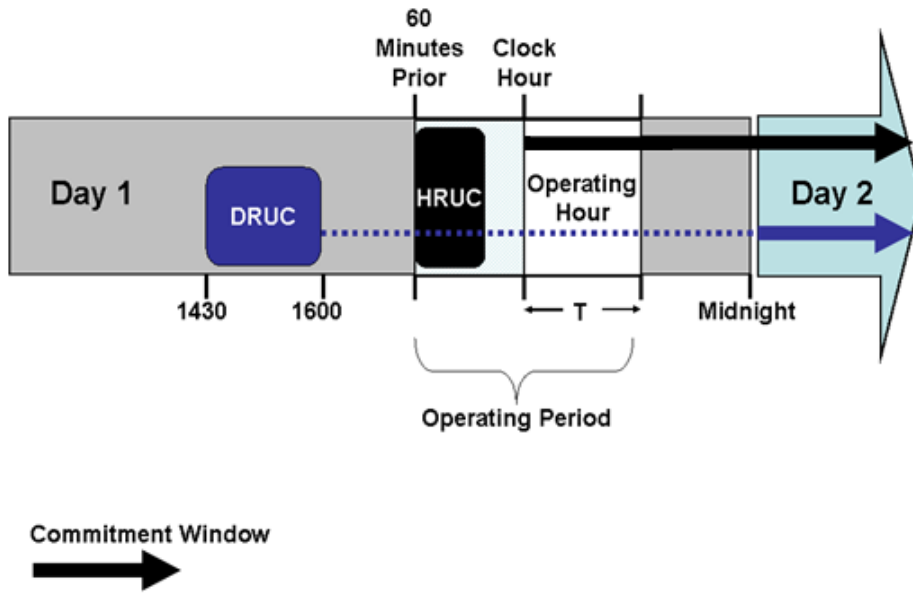 60
Minutes
Prior
Clock
Hour
Day 1
DRUC
HRUC
Operating
Hour
Day 2
1430
1600
T
Midnight
Operating Period
Commitment Window